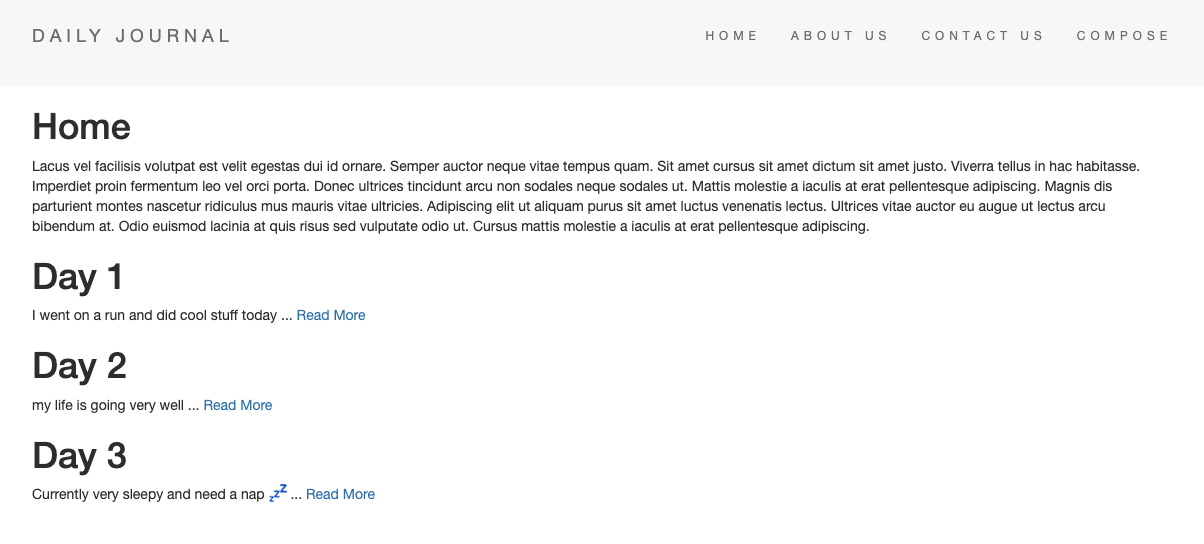 DAILY JOURNAL HOME ABOUT US CONTACT US COMPOSE
Home
Lacus vel facilisis volutpat est velit egestas dui id ornare. Semper auctor neque vitae tempus quam. Sit amet cursus sit amet dictum sit amet justo. Viverra tellus in hac habitasse.
Imperdiet proin fermentum leo vel orci porta. Donec ultrices tincidunt arcu non sodales neque sodales ut. Mattis molestie a iaculis at erat pellentesque adipiscing. Magnis dis
parturient montes nascetur ridiculus mus mauris vitae ultricies. Adipiscing elit ut aliquam purus sit amet luctus venenatis lectus. Ultrices vitae auctor eu augue ut lectus arcu
bibendum at. Odio euismod lacinia at quis risus sed vulputate odio ut. Cursus mattis molestie a iaculis at erat pellentesque adipiscing.
Day 1
I went on a run and did cool stuff today ... Read More
Day 2
my life is going very well ... Read More
Day 3
Currently very sleepy and need a nap 💤 ... Read More